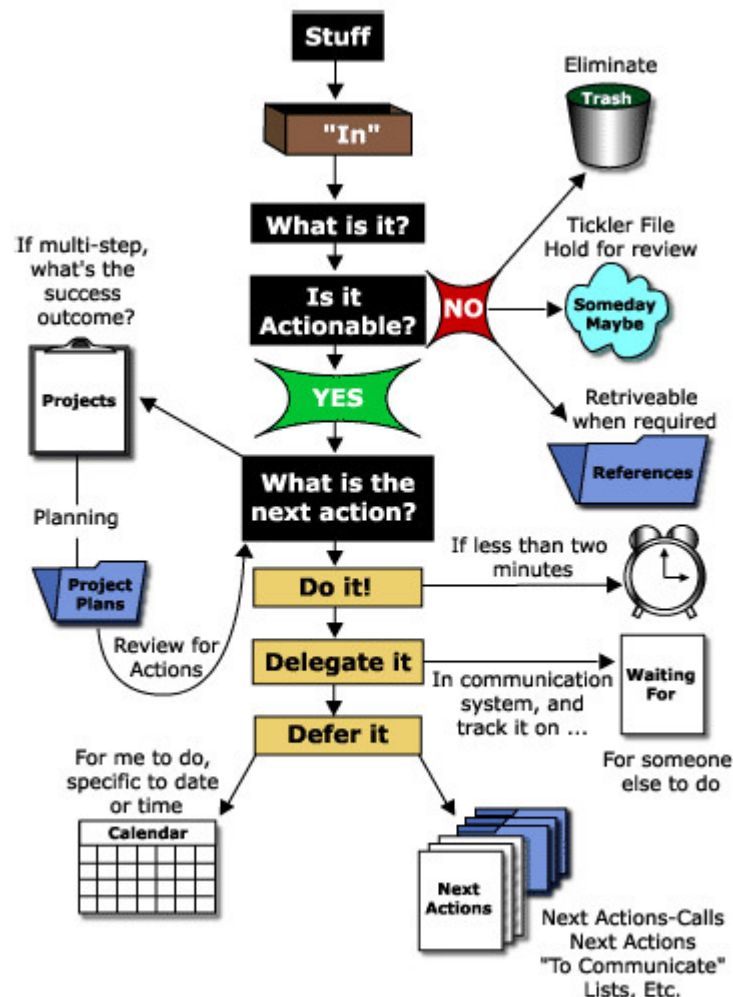 Stuff
Eliminate
Trash
"In"
What is it?
Tickler File
Hold for review
If multi-step,
what's the
success
outcome?
Is it
Actionable?
NO
Someday
Maybe
YES
Projects
Retriveable
when required
References
What is the
next action?
Planning
If less than two
minutes
Do it!
Project
Plans
Review for
Actions
Delegate it
In communication
system, and
track it on ...
Waiting
For
Defer it
For someone
else to do
For me to do,
specific to date
or time
Calendar
Next
Actions
Next Actions-Calls
Next Actions
"To Communicate"
Lists, Etc.